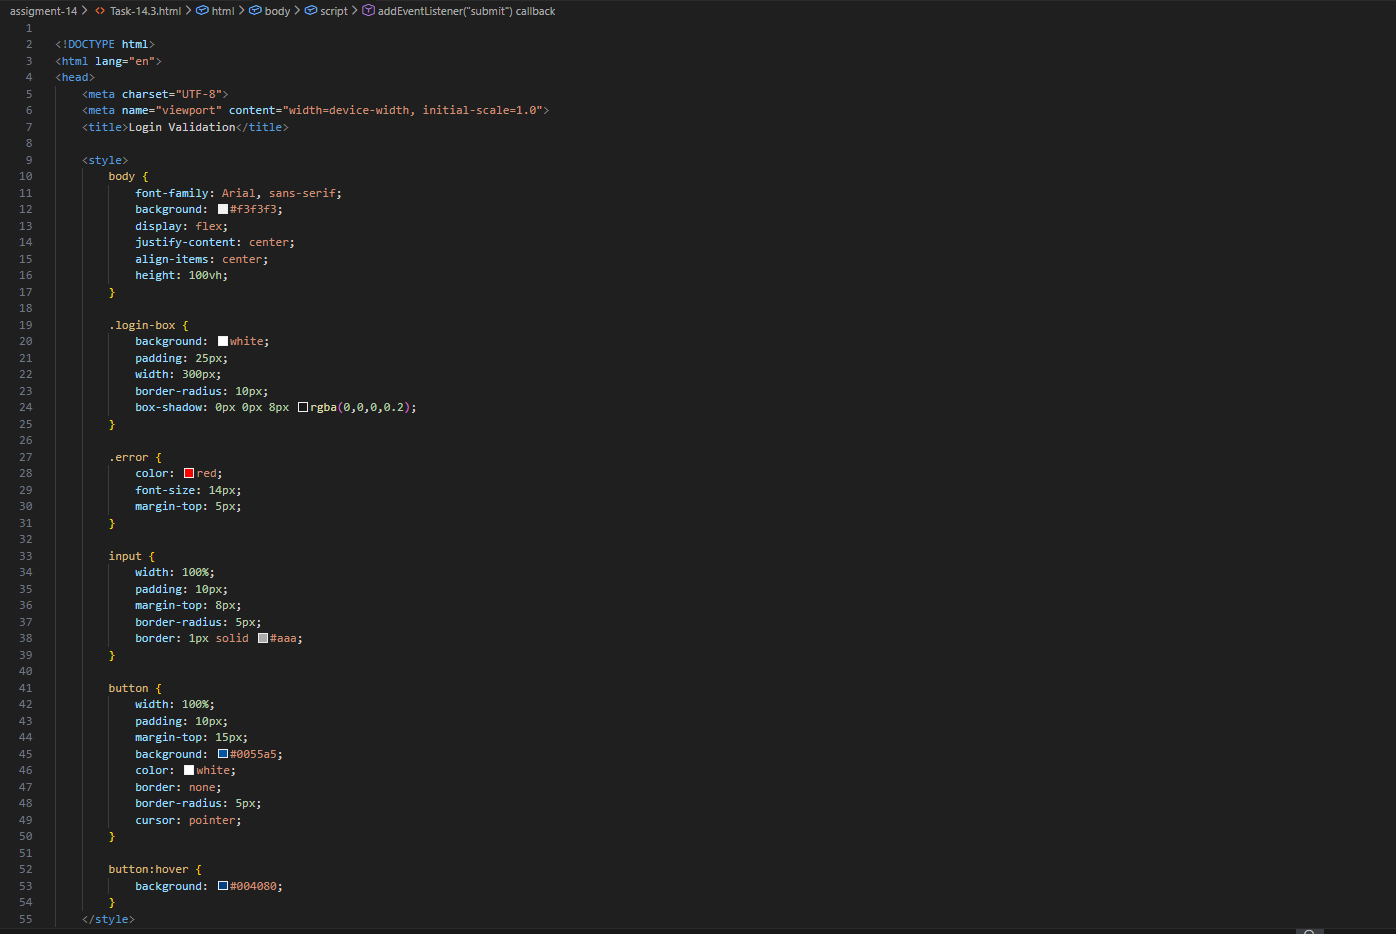 assigment-14 > <> Task-14.3.html > html > body > script > addEventListener("submit") callback
1
2 <!DOCTYPE html>
3 <html lang="en">
4 <head>
5     <meta charset="UTF-8">
6     <meta name="viewport" content="width=device-width, initial-scale=1.0">
7     <title>Login Validation</title>
8
9     <style>
10         body {
11             font-family: Arial, sans-serif;
12             background: #f3f3f3;
13             display: flex;
14             justify-content: center;
15             align-items: center;
16             height: 100vh;
17         }
18
19         .login-box {
20             background: white;
21             padding: 25px;
22             width: 300px;
23             border-radius: 10px;
24             box-shadow: 0px 0px 8px rgba(0,0,0,0.2);
25         }
26
27         .error {
28             color: red;
29             font-size: 14px;
30             margin-top: 5px;
31         }
32
33         input {
34             width: 100%;
35             padding: 10px;
36             margin-top: 8px;
37             border-radius: 5px;
38             border: 1px solid #aaa;
39         }
40
41         button {
42             width: 100%;
43             padding: 10px;
44             margin-top: 15px;
45             background: #0055a5;
46             color: white;
47             border: none;
48             border-radius: 5px;
49             cursor: pointer;
50         }
51
52         button:hover {
53             background: #004080;
54         }
55     </style>